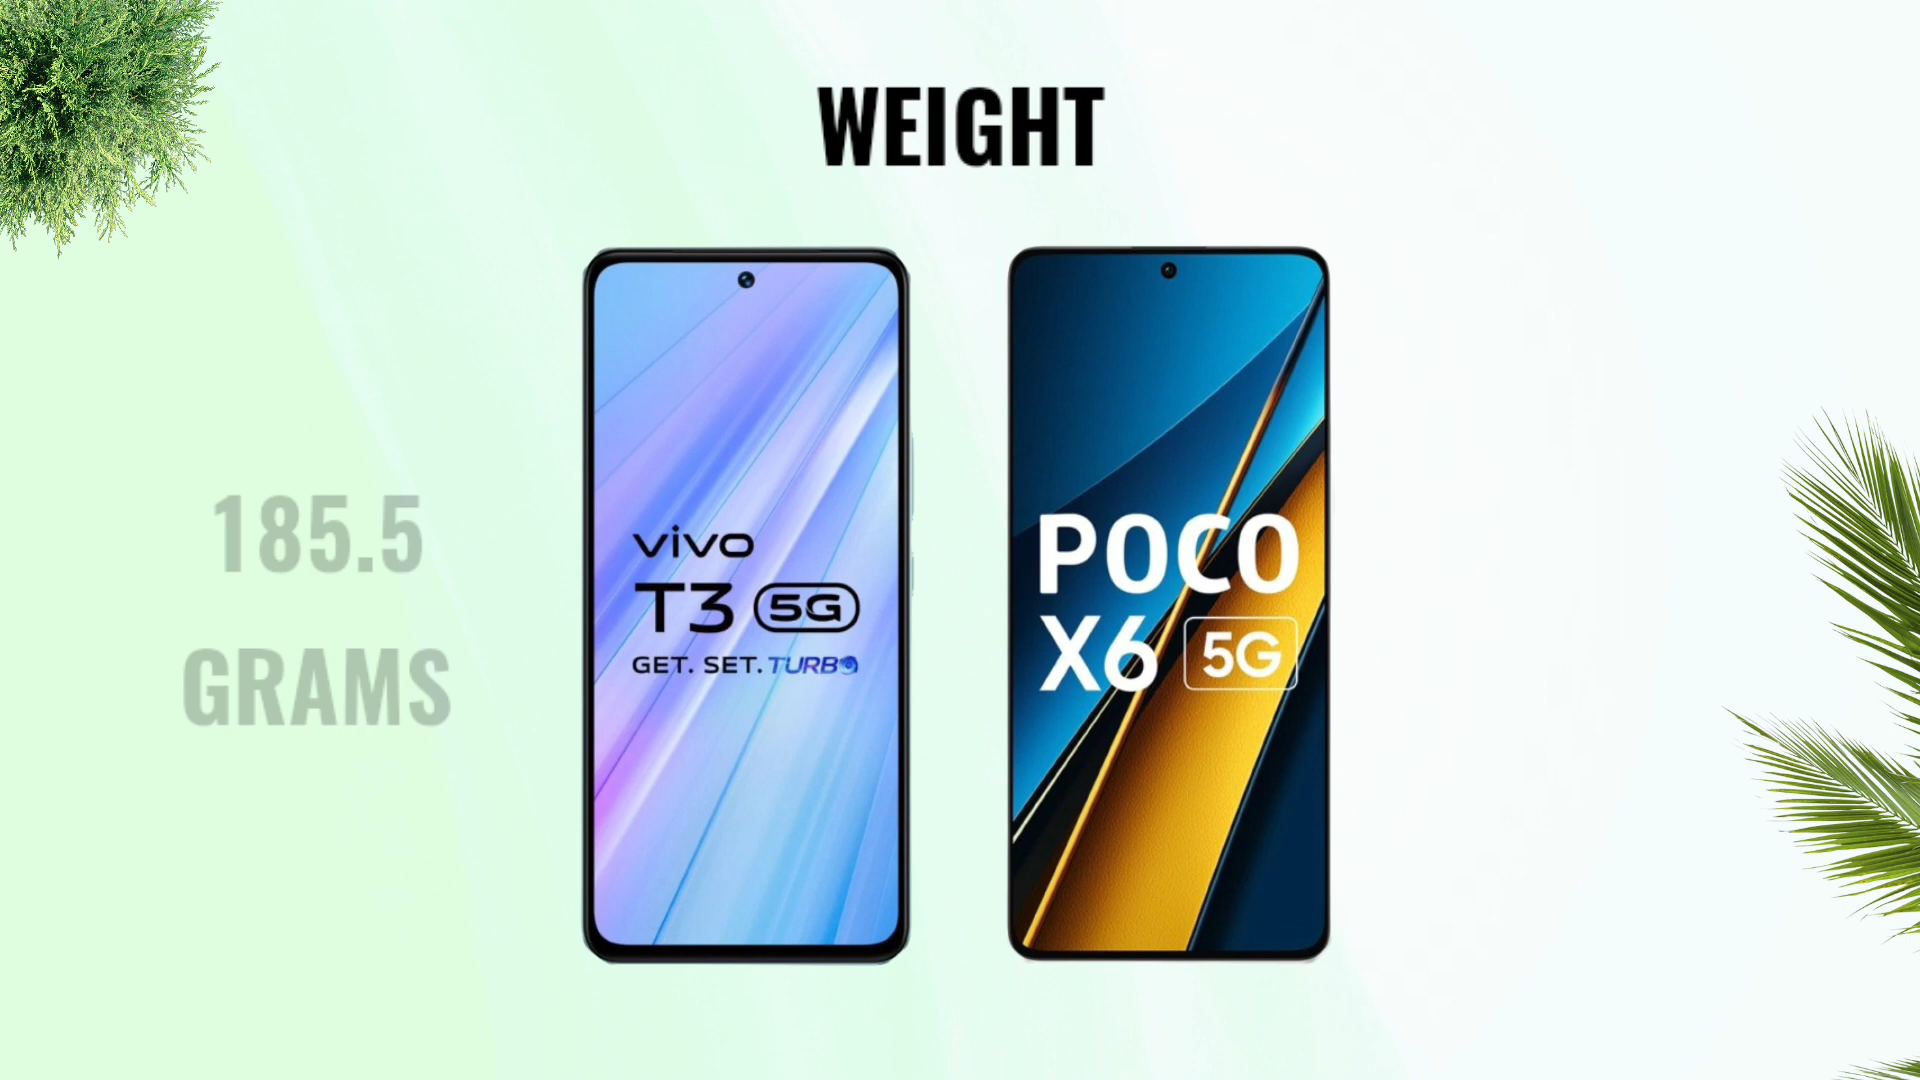 WEIGHT
185.5
GRAMS
vivo
T3 5G
GET. SET. TURBO
POCO
X6 5G